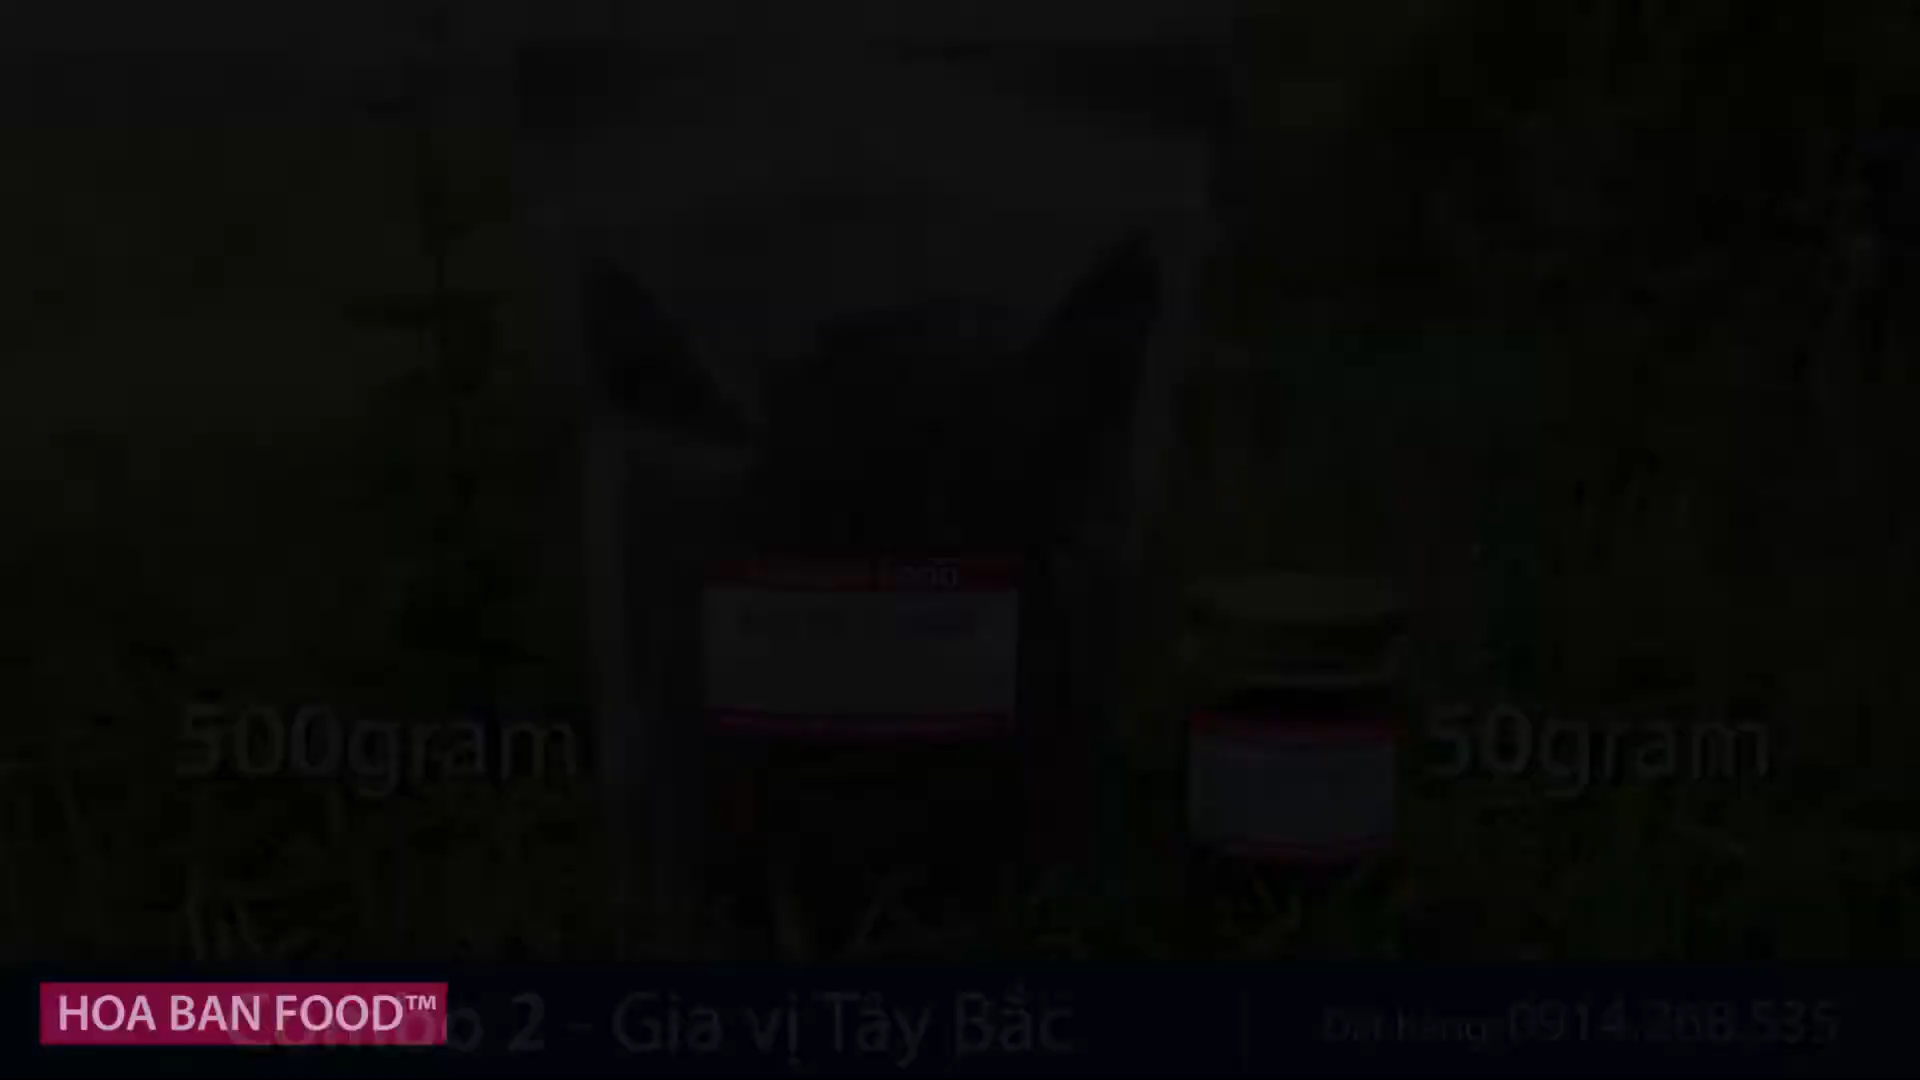 500gram
50gram
HOA BAN FOOD™
Combo 2 - Gia vị Tây Bắc
Đặt hàng: 0914.268.535